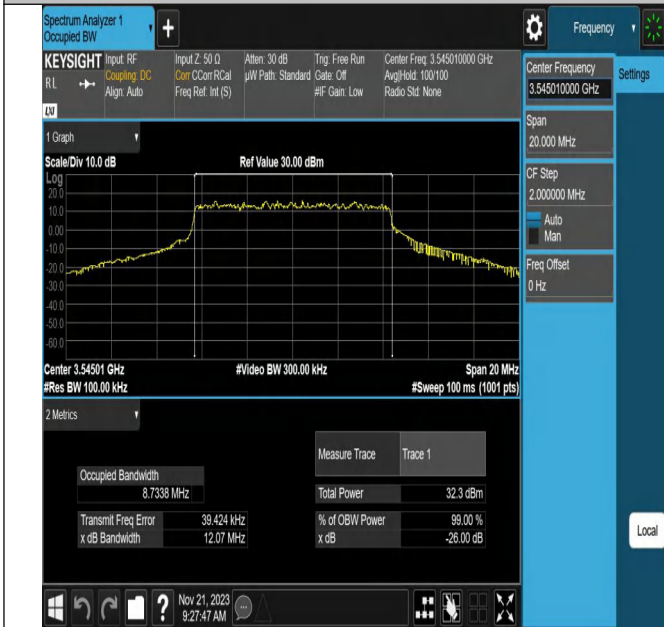 Spectrum Analyzer 1
Occupied BW
+
Frequency
KEYSIGHT
RL
LXI
Input: RF
Coupling: DC
Align: Auto
Input Z: 50 Ω
Corr CCorr RCal
Freq Ref: Int (S)
Atten: 30 dB
µW Path: Standard
Trig: Free Run
Gate: Off
#IF Gain: Low
Center Freq: 3.545010000 GHz
Avg|Hold: 100/100
Radio Std: None
Center Frequency
3.545010000 GHz
Settings
Span
20.000 MHz
CF Step
2.000000 MHz
Auto
Man
Freq Offset
0 Hz
1 Graph
Scale/Div 10.0 dB
Ref Value 30.00 dBm
Log
20.0
10.0
0.00
-10.0
-20.0
-30.0
-40.0
-50.0
-60.0
Center 3.54501 GHz
#Video BW 300.00 kHz
Span 20 MHz
#Res BW 100.00 kHz
#Sweep 100 ms (1001 pts)
2 Metrics
Measure Trace
Trace 1
Occupied Bandwidth
8.7338 MHz
Total Power
32.3 dBm
Transmit Freq Error
39.424 kHz
% of OBW Power
99.00 %
x dB Bandwidth
12.07 MHz
x dB
-26.00 dB
Local
?
Nov 21, 2023
9:27:47 AM